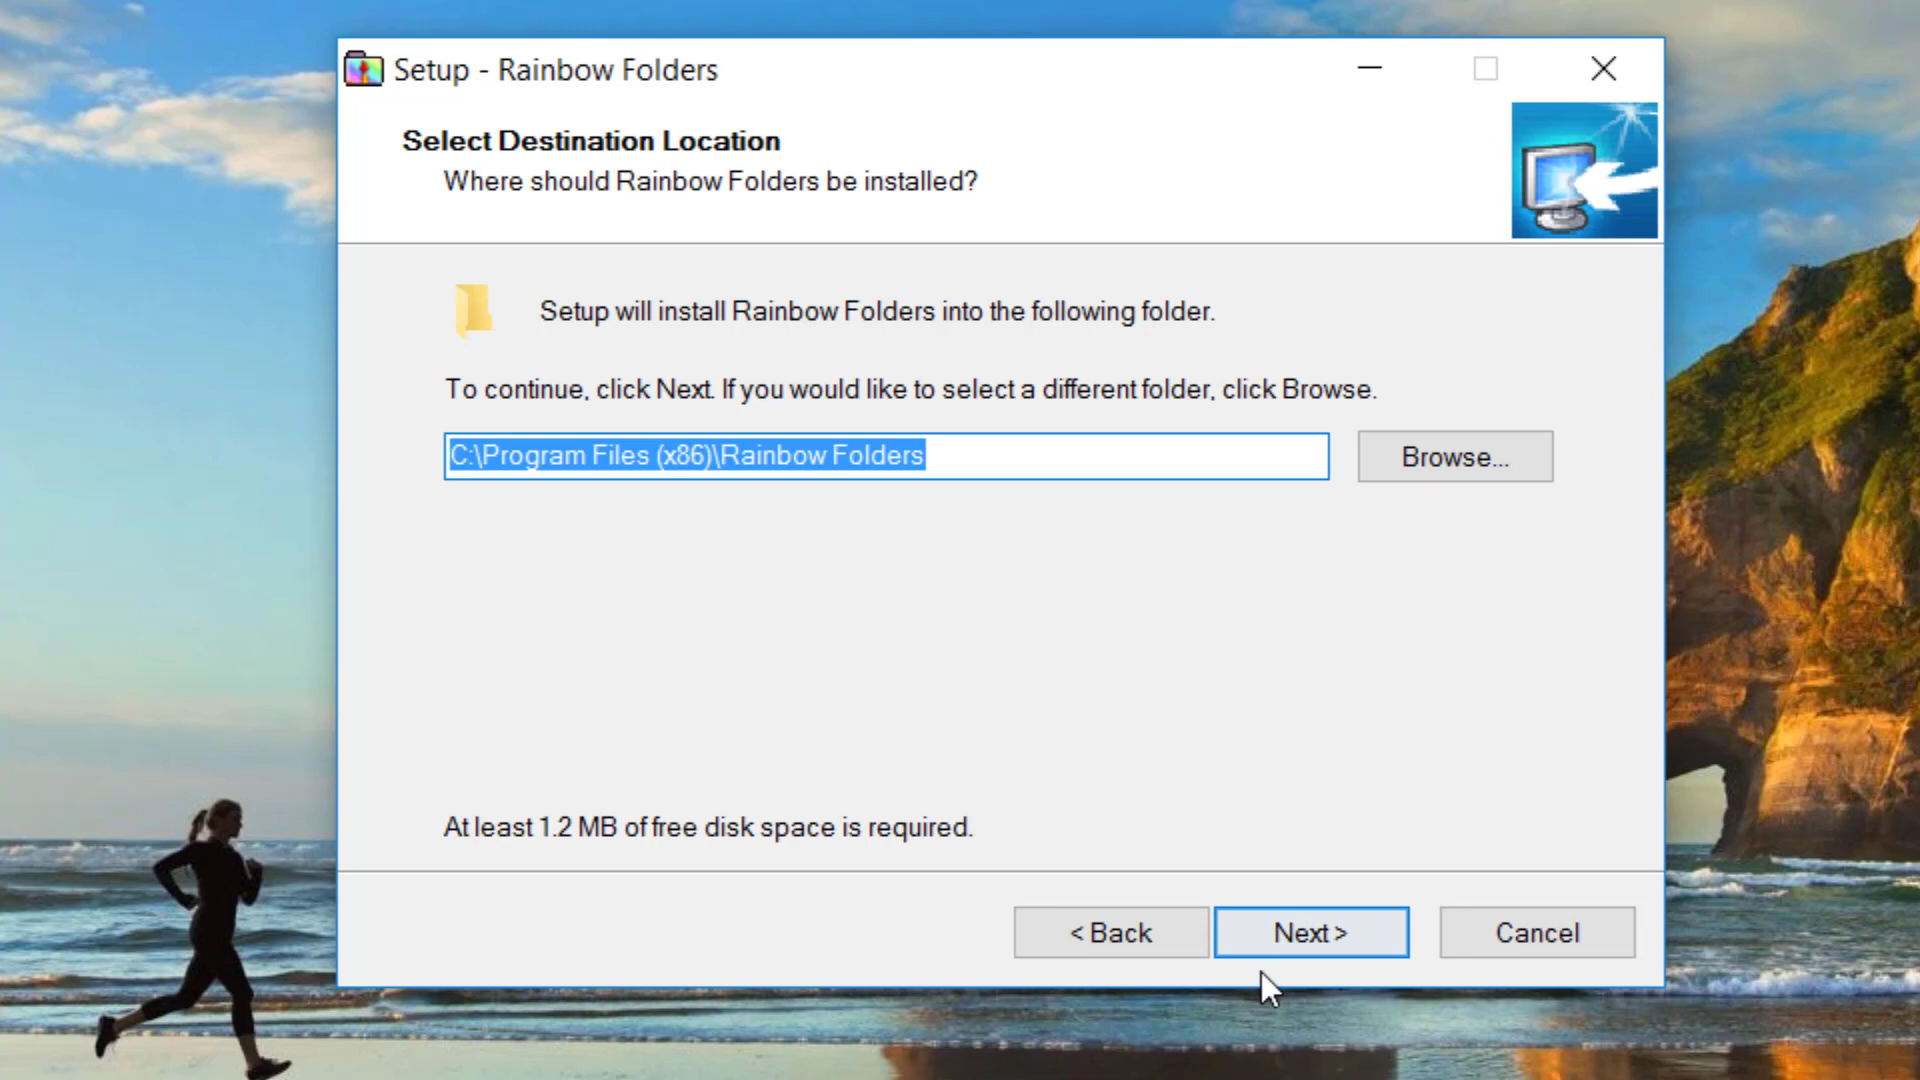 Setup - Rainbow Folders
Select Destination Location
Where should Rainbow Folders be installed?
Setup will install Rainbow Folders into the following folder.
To continue, click Next. If you would like to select a different folder, click Browse.
C:\Program Files (x86)\Rainbow Folders
Browse...
At least 1.2 MB of free disk space is required.
< Back
Next >
Cancel